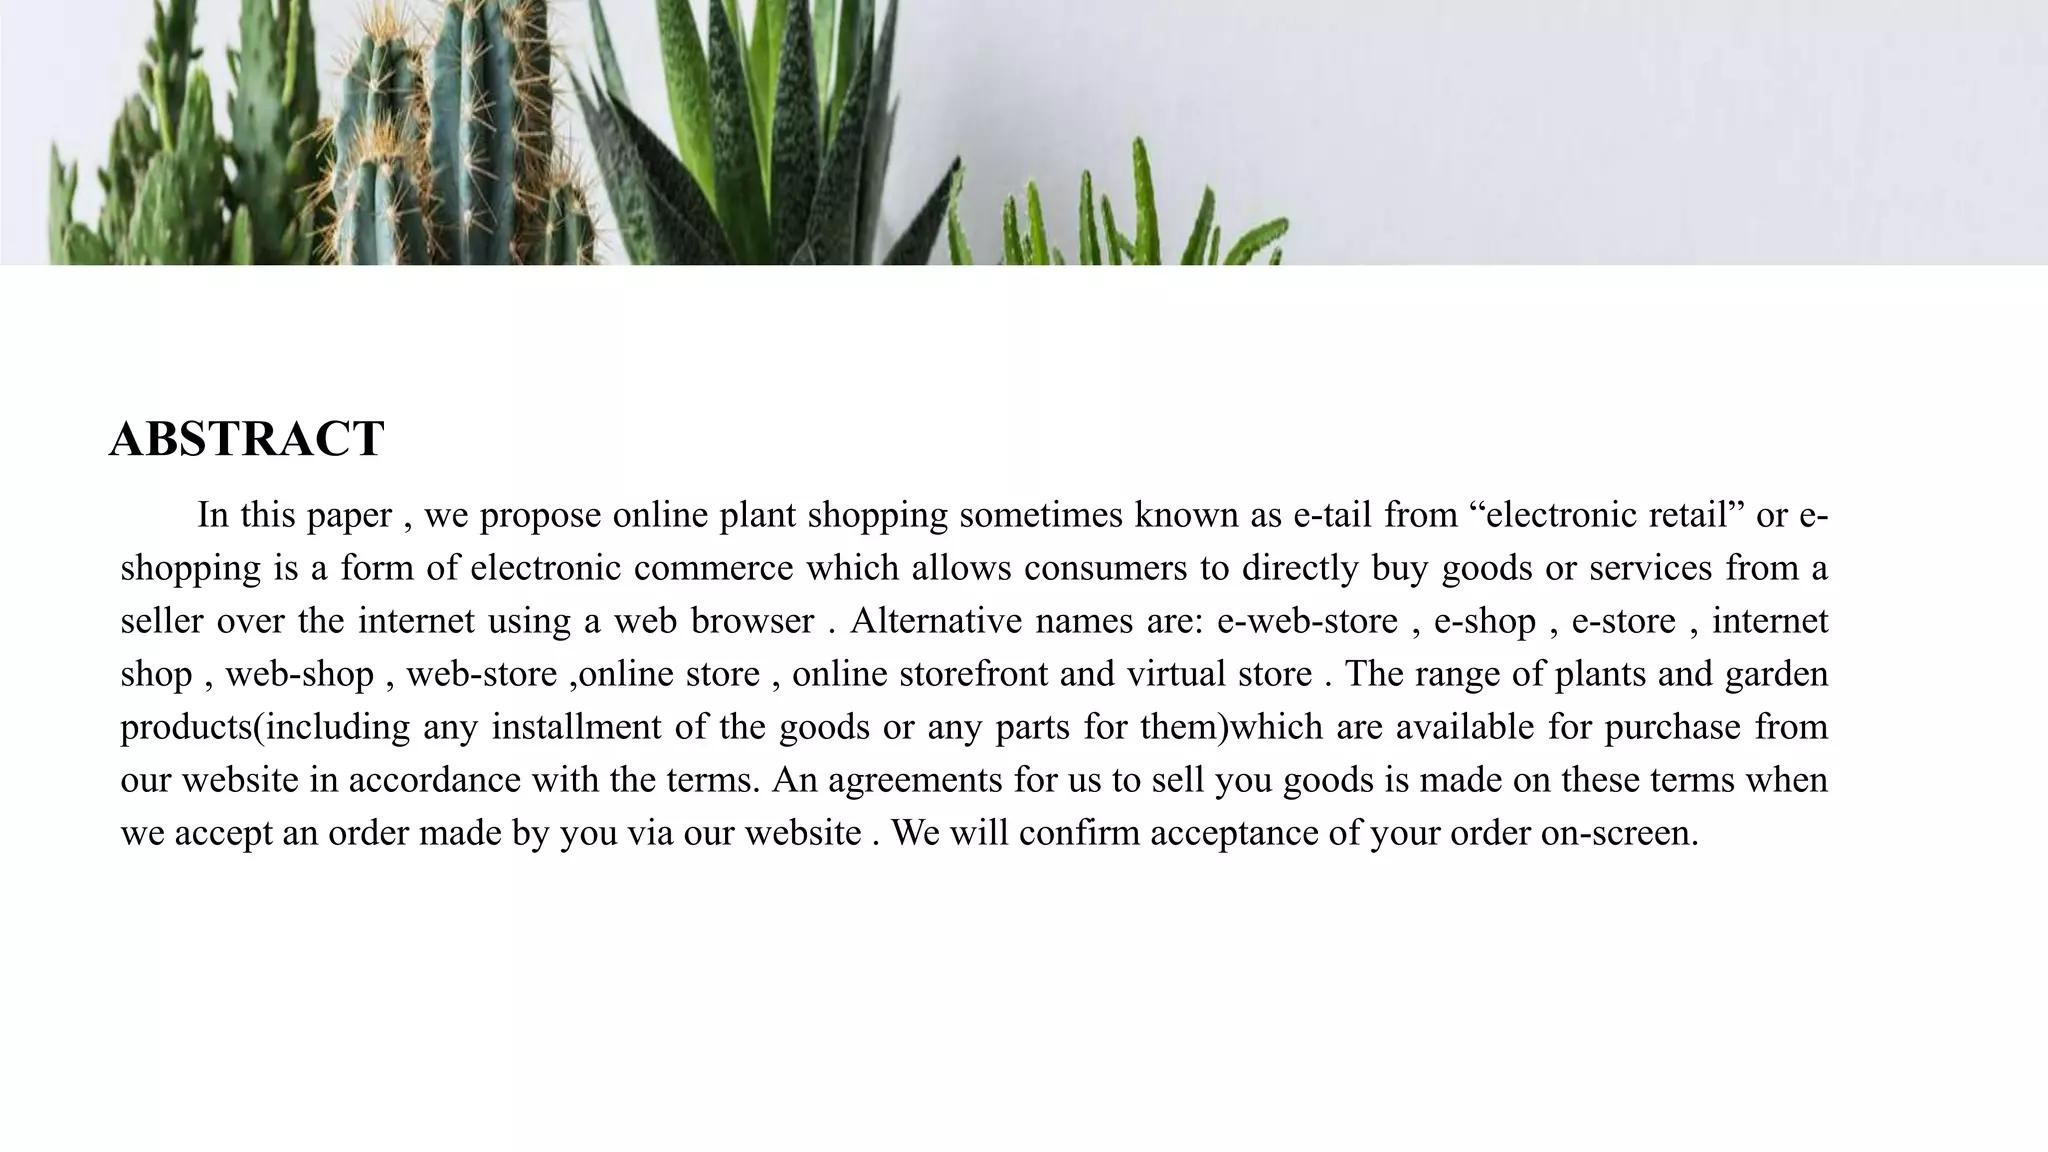 ABSTRACT
In this paper , we propose online plant shopping sometimes known as e-tail from “electronic retail” or e-
shopping is a form of electronic commerce which allows consumers to directly buy goods or services from a
seller over the internet using a web browser . Alternative names are: e-web-store , e-shop , e-store , internet
shop , web-shop , web-store ,online store , online storefront and virtual store . The range of plants and garden
products(including any installment of the goods or any parts for them)which are available for purchase from
our website in accordance with the terms. An agreements for us to sell you goods is made on these terms when
we accept an order made by you via our website . We will confirm acceptance of your order on-screen.